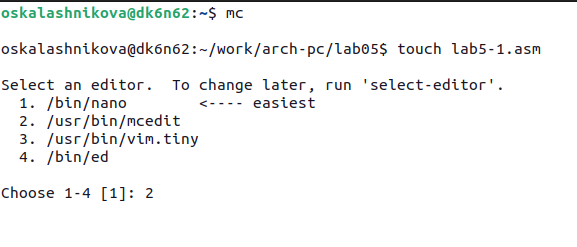 oskalashnikova@dk6n62:~$ mc
oskalashnikova@dk6n62:~/work/arch-pc/lab05$ touch lab5-1.asm
Select an editor.  To change later, run 'select-editor'.
  1. /bin/nano        <---- easiest
  2. /usr/bin/mcedit
  3. /usr/bin/vim.tiny
  4. /bin/ed
Choose 1-4 [1]: 2